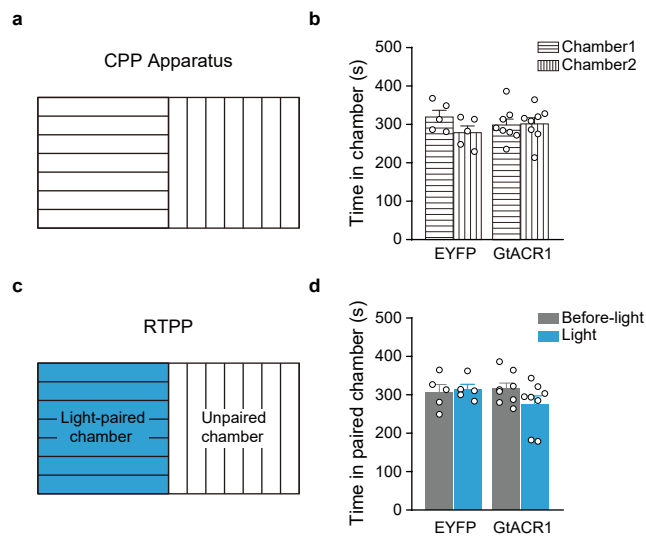 a
CPP Apparatus
b
Chamber1
Chamber2
Time in chamber (s)
500
400
300
200
100
0
EYFP
GtACR1
c
RTPP
Light-paired
chamber
Unpaired
chamber
d
Before-light
Light
Time in paired chamber (s)
500
400
300
200
100
0
EYFP
GtACR1